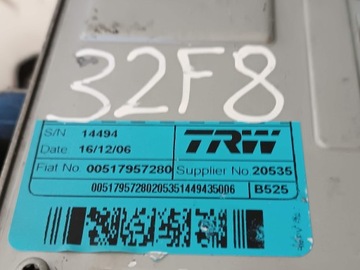 32F8
S/N 14494
Date 16/12/06
TRW
Fiat No 00517957280 Supplier No 20535
00517957280205351449435006 B525